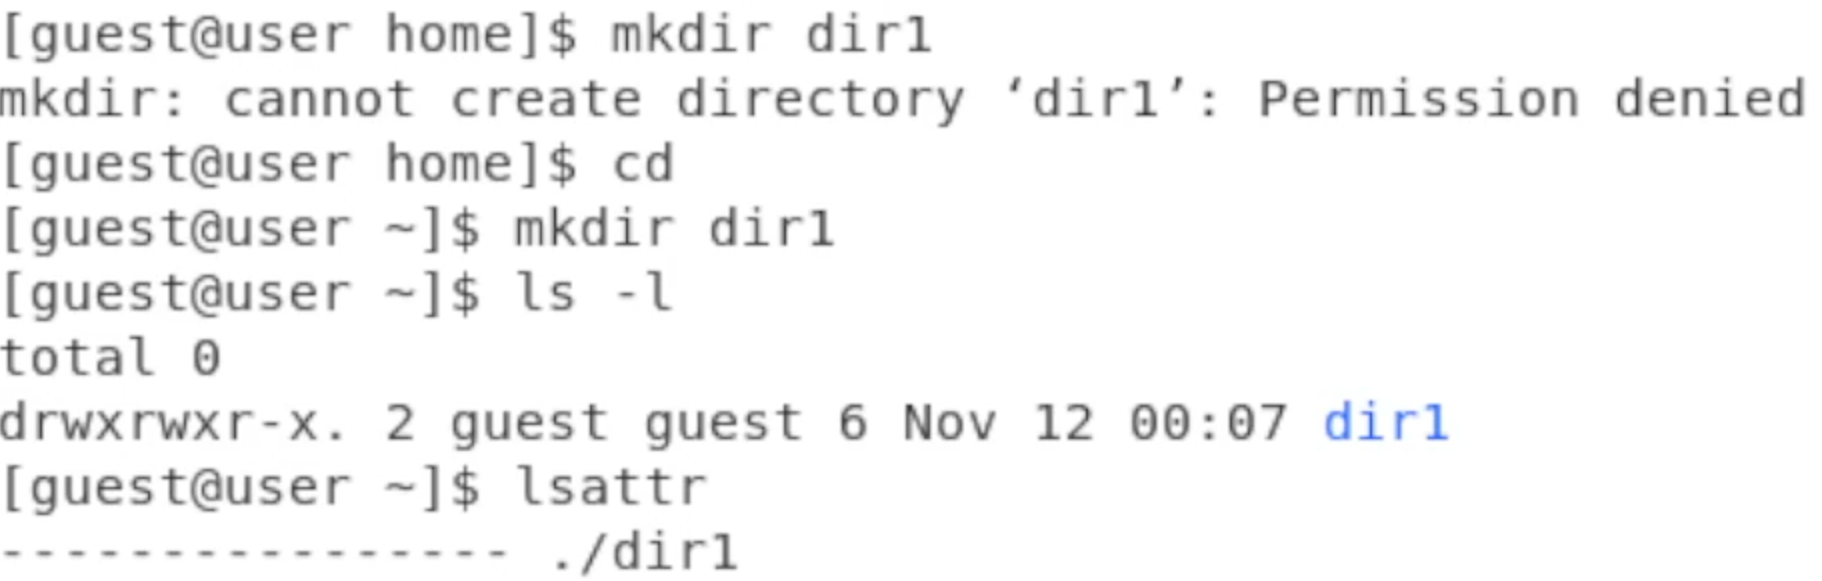 [guest@user home]$ mkdir dir1
mkdir: cannot create directory ‘dir1’: Permission denied
[guest@user home]$ cd
[guest@user ~]$ mkdir dir1
[guest@user ~]$ ls -l
total 0
drwxrwxr-x. 2 guest guest 6 Nov 12 00:07 dir1
[guest@user ~]$ lsattr
---------------- ./dir1